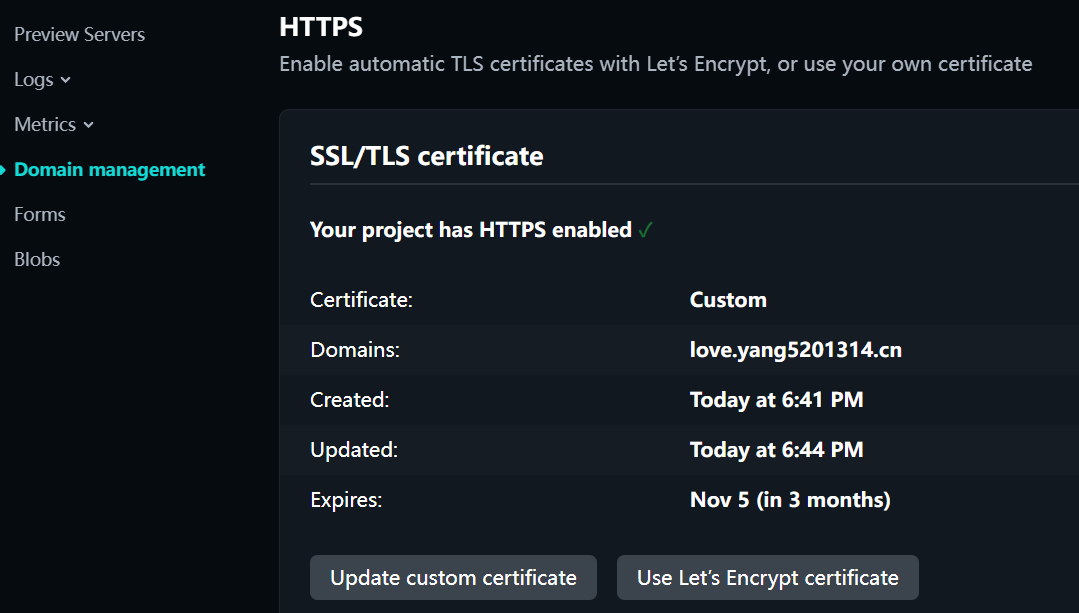 Preview Servers
Logs
Metrics
Domain management
Forms
Blobs
HTTPS
Enable automatic TLS certificates with Let's Encrypt, or use your own certificate
SSL/TLS certificate
Your project has HTTPS enabled ✓
Certificate: Custom
Domains: love.yang5201314.cn
Created: Today at 6:41 PM
Updated: Today at 6:44 PM
Expires: Nov 5 (in 3 months)
Update custom certificate Use Let's Encrypt certificate